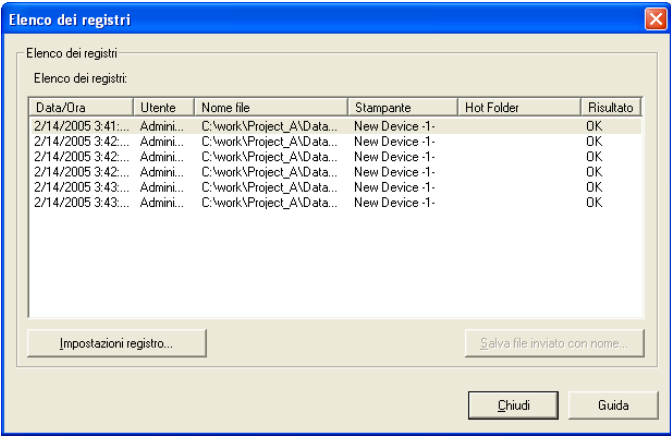 Elenco dei registri
Elenco dei registri
Elenco dei registri:
Data/Ora Utente Nome file Stampante Hot Folder Risultato
2/14/2005 3:41:... Admini... C:\work\Project_A\Data... New Device -1- OK
2/14/2005 3:42:... Admini... C:\work\Project_A\Data... New Device -1- OK
2/14/2005 3:42:... Admini... C:\work\Project_A\Data... New Device -1- OK
2/14/2005 3:42:... Admini... C:\work\Project_A\Data... New Device -1- OK
2/14/2005 3:43:... Admini... C:\work\Project_A\Data... New Device -1- OK
2/14/2005 3:43:... Admini... C:\work\Project_A\Data... New Device -1- OK
Impostazioni registro... Salva file inviato con nome...
Chiudi Guida